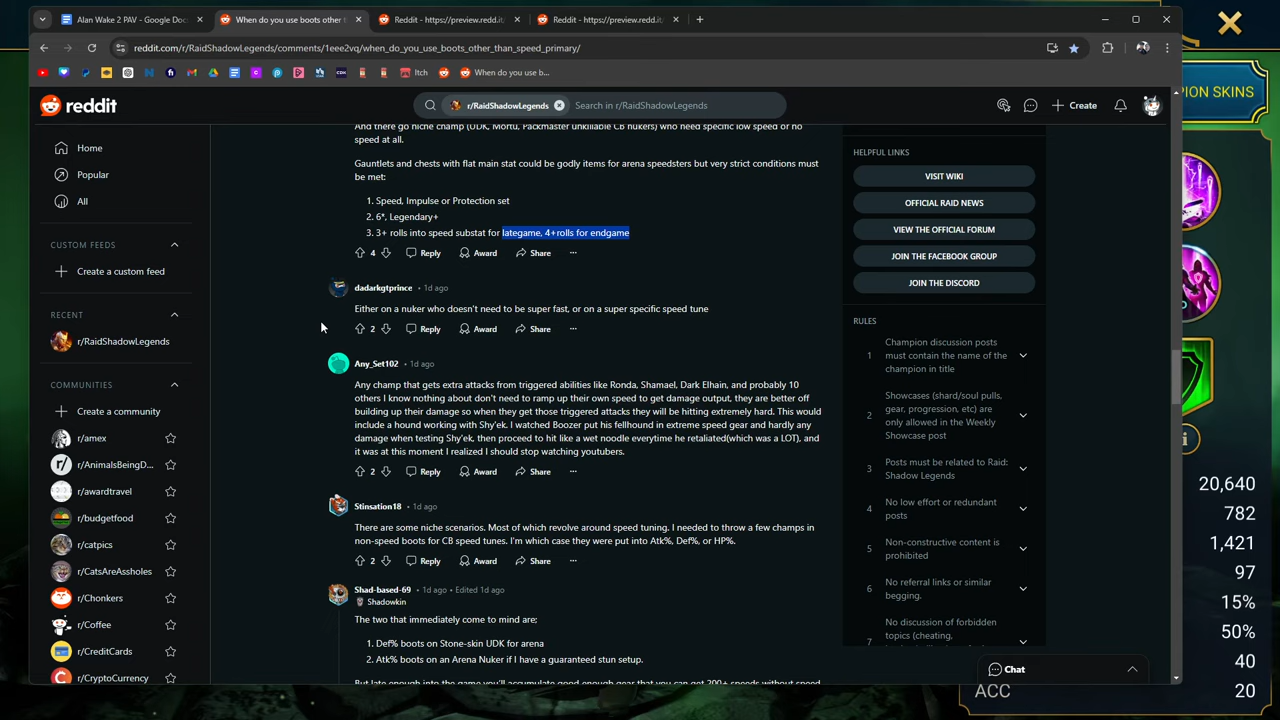 Alan Wake 2 PAV - Google Doc
When do you use boots other t
Reddit - https://preview.redd.it/
Reddit - https://preview.redd.it/
reddit.com/r/RaidShadowLegends/comments/1eee2vq/when_do_you_use_boots_other_than_speed_primary/
Itch
When do you use b...
reddit
r/RaidShadowLegends
Search in r/RaidShadowLegends
Create
ION SKINS
Home
Popular
All
CUSTOM FEEDS
Create a custom feed
RECENT
r/RaidShadowLegends
COMMUNITIES
Create a community
r/amex
r/AnimalsBeingD...
r/awardtravel
r/budgetfood
r/catpics
r/CatsAreAssholes
r/Chonkers
r/Coffee
r/CreditCards
r/CryptoCurrency
And there go niche champ (UDK, Mortu, Packmaster unkillable CB nukers) who need specific low speed or no
speed at all.
Gauntlets and chests with flat main stat could be godly items for arena speedsters but very strict conditions must
be met:
1. Speed, Impulse or Protection set
2. 6*, Legendary+
3. 3+ rolls into speed substat for lategame, 4+rolls for endgame
4 Reply Award Share ...
dadarkgtprince • 1d ago
Either on a nuker who doesn't need to be super fast, or on a super specific speed tune
2 Reply Award Share ...
Any_Set102 • 1d ago
Any champ that gets extra attacks from triggered abilities like Ronda, Shamael, Dark Elhain, and probably 10
others I know nothing about don't need to ramp up their own speed to get damage output, they are better off
building up their damage so when they get those triggered attacks they will be hitting extremely hard. This would
include a hound working with Shy'ek. I watched Boozer put his fellhound in extreme speed gear and hardly any
damage when testing Shy'ek, then proceed to hit like a wet noodle everytime he retaliated(which was a LOT), and
it was at this moment I realized I should stop watching youtubers.
2 Reply Award Share ...
Stinsation18 • 1d ago
There are some niche scenarios. Most of which revolve around speed tuning. I needed to throw a few champs in
non-speed boots for CB speed tunes. I'm which case they were put into Atk%, Def%, or HP%.
2 Reply Award Share ...
Shad-based-69 • 1d ago • Edited 1d ago
Shadowkin
The two that immediately come to mind are;
1. Def% boots on Stone-skin UDK for arena
2. Atk% boots on an Arena Nuker if I have a guaranteed stun setup.
But late enough into the game you'll accumulate good enough gear that you can get 200+ speeds without speed
HELPFUL LINKS
VISIT WIKI
OFFICIAL RAID NEWS
VIEW THE OFFICIAL FORUM
JOIN THE FACEBOOK GROUP
JOIN THE DISCORD
RULES
1 Champion discussion posts
must contain the name of the
champion in title
2 Showcases (shard/soul pulls,
gear, progression, etc) are
only allowed in the Weekly
Showcase post
3 Posts must be related to Raid:
Shadow Legends
4 No low effort or redundant
posts
5 Non-constructive content is
prohibited
6 No referral links or similar
begging.
7 No discussion of forbidden
topics (cheating,
Chat
20,640
782
1,421
97
15%
50%
40
ACC 20